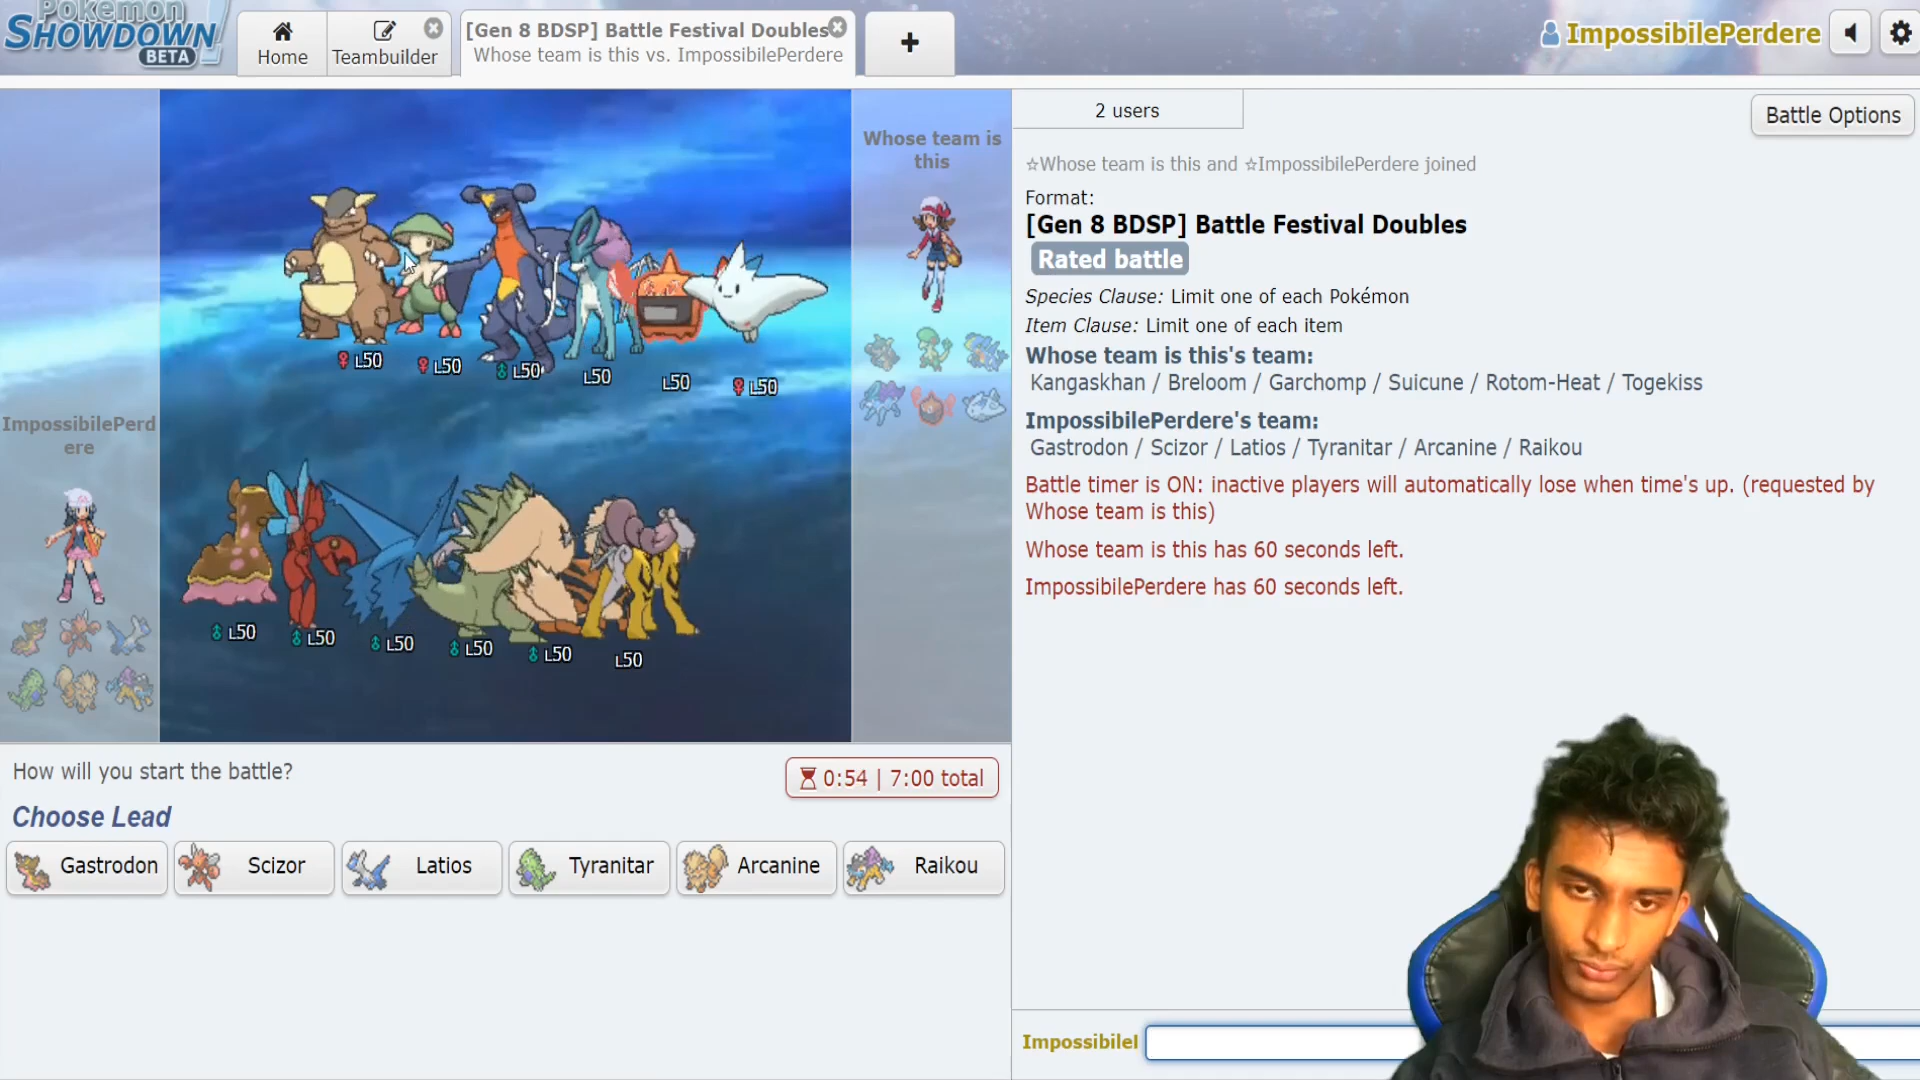 Pokémon
SHOWDOWN
BETA
Home
Teambuilder
[Gen 8 BDSP] Battle Festival Doubles
Whose team is this vs. ImpossibilePerdere
+
ImpossibilePerdere
2 users
Battle Options
☆Whose team is this and ☆ImpossibilePerdere joined
Format:
[Gen 8 BDSP] Battle Festival Doubles
Rated battle
Species Clause: Limit one of each Pokémon
Item Clause: Limit one of each item
Whose team is this's team:
Kangaskhan / Breloom / Garchomp / Suicune / Rotom-Heat / Togekiss
ImpossibilePerdere's team:
Gastrodon / Scizor / Latios / Tyranitar / Arcanine / Raikou
Battle timer is ON: inactive players will automatically lose when time's up. (requested by
Whose team is this)
Whose team is this has 60 seconds left.
ImpossibilePerdere has 60 seconds left.
Whose team is
this
♀ L50
♀ L50
♂ L50
L50
L50
♀ L50
ImpossibilePerd
ere
♂ L50
♂ L50
♂ L50
♂ L50
♂ L50
L50
How will you start the battle?
0:54 | 7:00 total
Choose Lead
Gastrodon
Scizor
Latios
Tyranitar
Arcanine
Raikou
Impossibilel